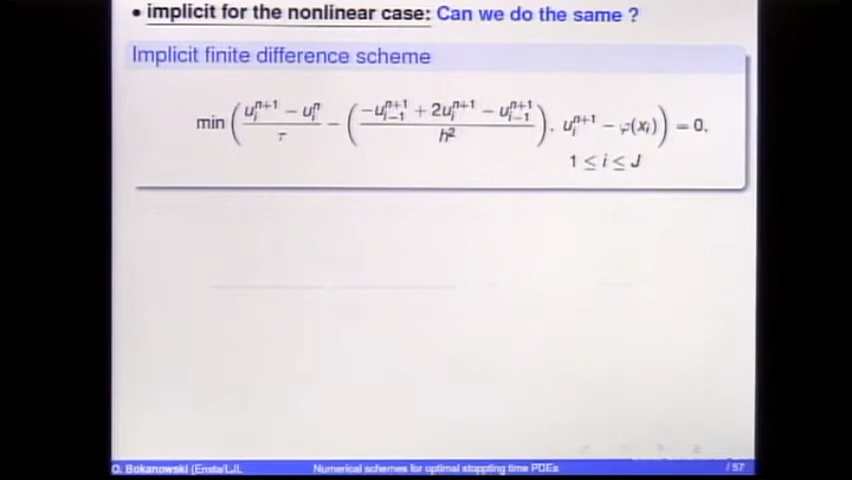 • implicit for the nonlinear case: Can we do the same ?
Implicit finite difference scheme
min ( (u_i^{n+1} − u_i^n)/τ − ( (−u_{i−1}^{n+1} + 2u_i^{n+1} − u_{i−1}^{n+1})/h² ), u_i^{n+1} − φ(x_i) ) = 0,
1 ≤ i ≤ J
O. Bokanowski (Ensta/LJL
Numerical schemes for optimal stoppting time PDEs
/ 57